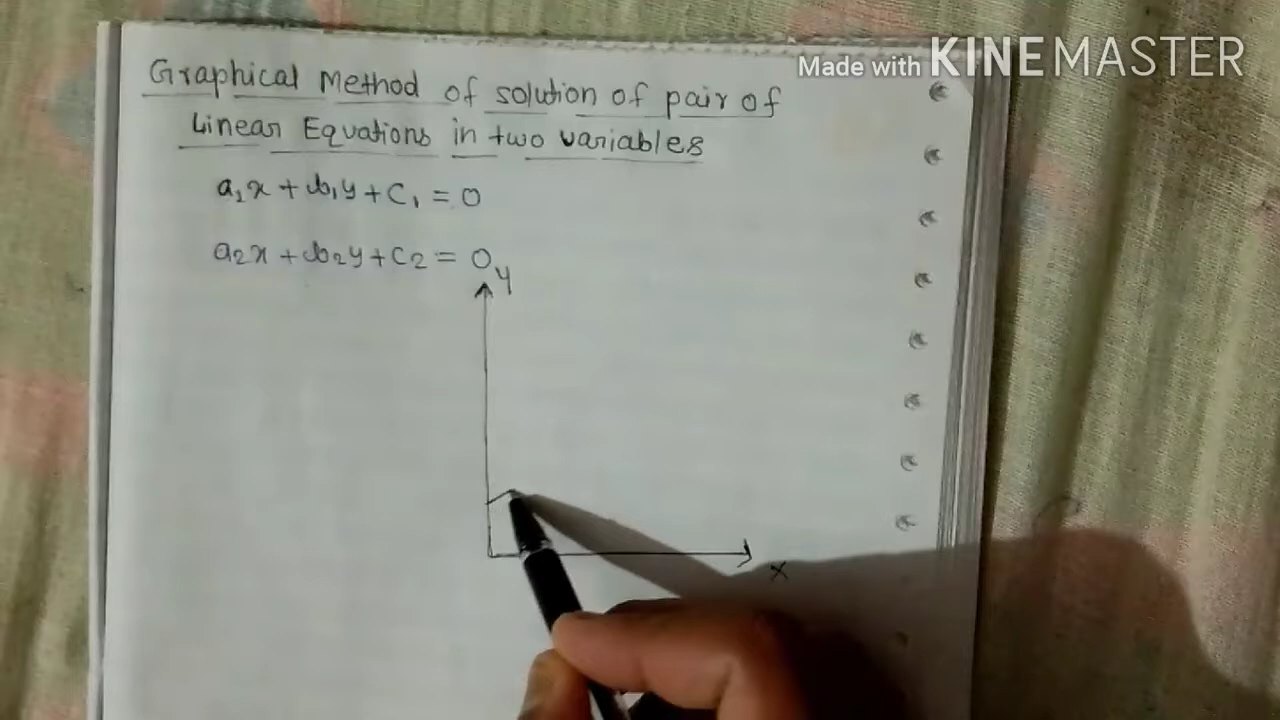 Made with KINEMASTER
Graphical Method of solution of pair of
Linear Equations in two variables
a₁x + b₁y + C₁ = 0
a₂x + b₂y + C₂ = 0
y
x